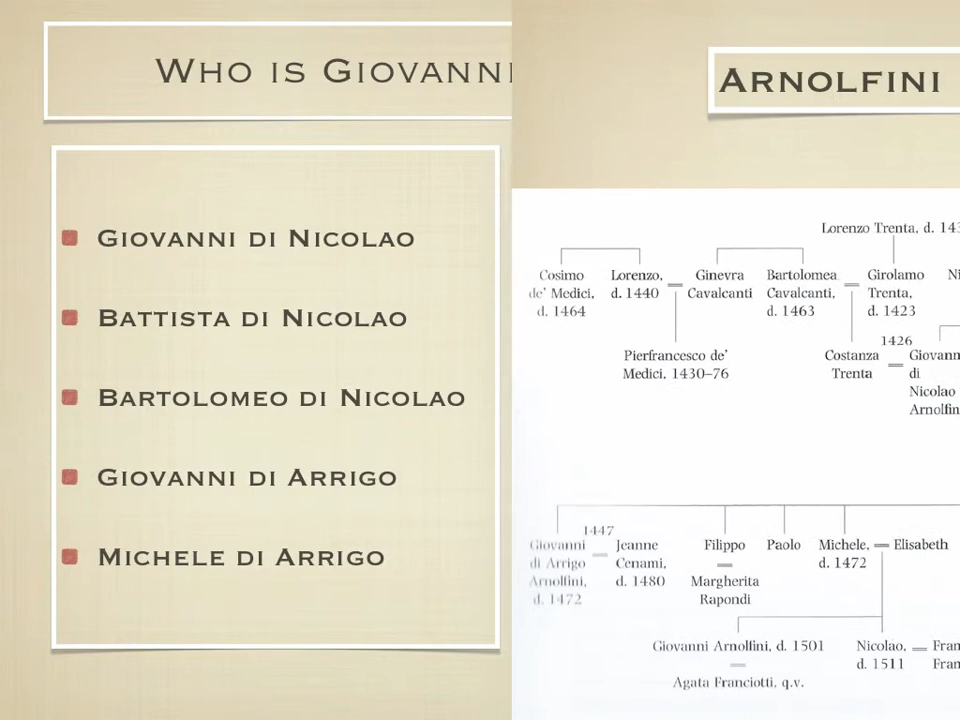 WHO IS GIOVANN
GIOVANNI DI NICOLAO
BATTISTA DI NICOLAO
BARTOLOMEO DI NICOLAO
GIOVANNI DI ARRIGO
MICHELE DI ARRIGO
ARNOLFINI
Lorenzo Trenta, d. 143
Cosimo Lorenzo, Ginevra Bartolomea Girolamo Ni
de' Medici, d. 1440 = Cavalcanti Cavalcanti, = Trenta,
d. 1464 d. 1463 d. 1423
1426
Pierfrancesco de' Costanza = Giovann
Medici, 1430–76 Trenta di
Nicolao
Arnolfin
1447
Giovanni = Jeanne Filippo Paolo Michele, = Elisabeth
di Arrigo Cenami, = d. 1472
Arnolfini, d. 1480 Margherita
d. 1472 Rapondi
Giovanni Arnolfini, d. 1501 Nicolao, = Fran
= d. 1511 Fran
Agata Franciotti, q.v.